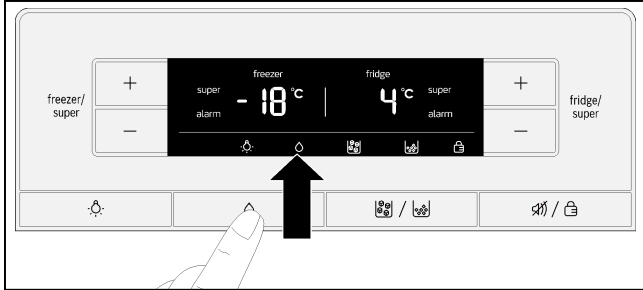 freezer/
super
+
−
freezer
super
- 18 °C
alarm
fridge
4 °C
super
alarm
+
−
fridge/
super
/
/